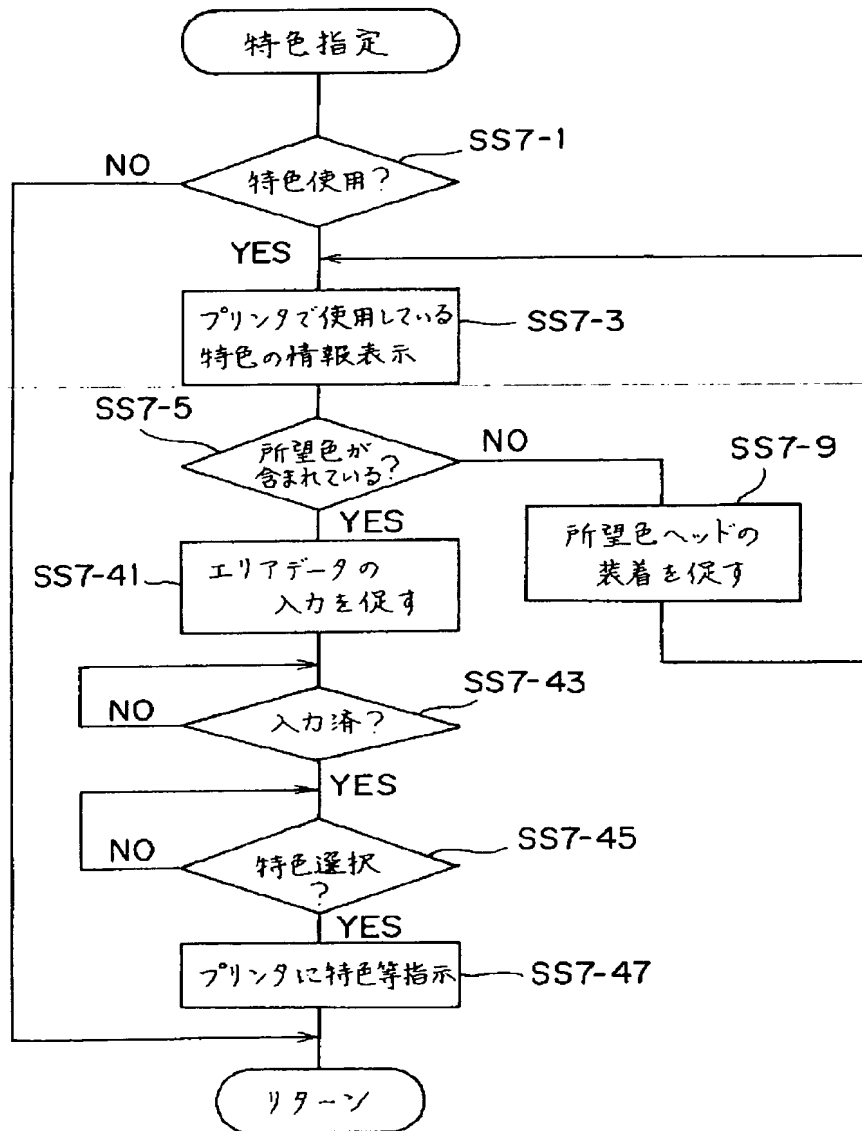 特色指定
SS7-1
NO
特色使用?
YES
プリンタで使用している
特色の情報表示
SS7-3
SS7-5
所望色が
含まれている?
NO
SS7-9
YES
所望色ヘッドの
装着を促す
SS7-41
エリアデータの
入力を促す
SS7-43
NO
入力済?
YES
SS7-45
NO
特色選択
?
YES
プリンタに特色等指示
SS7-47
リターン